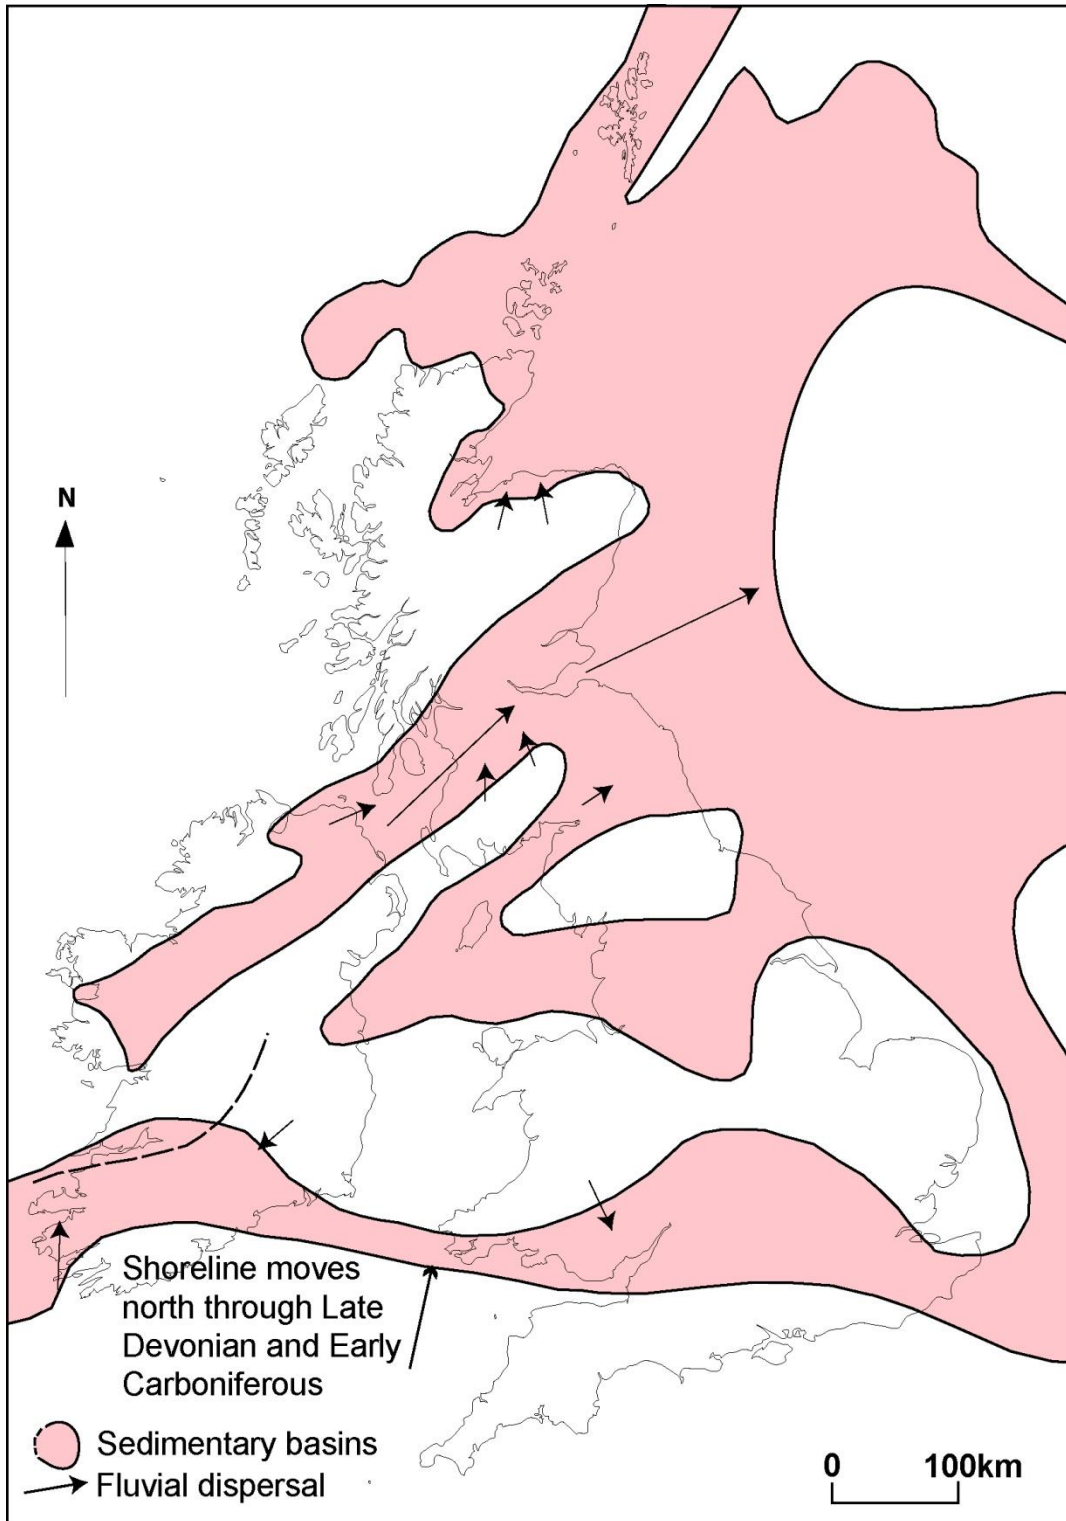 N
Shoreline moves
north through Late
Devonian and Early
Carboniferous
Sedimentary basins
Fluvial dispersal
0 100km